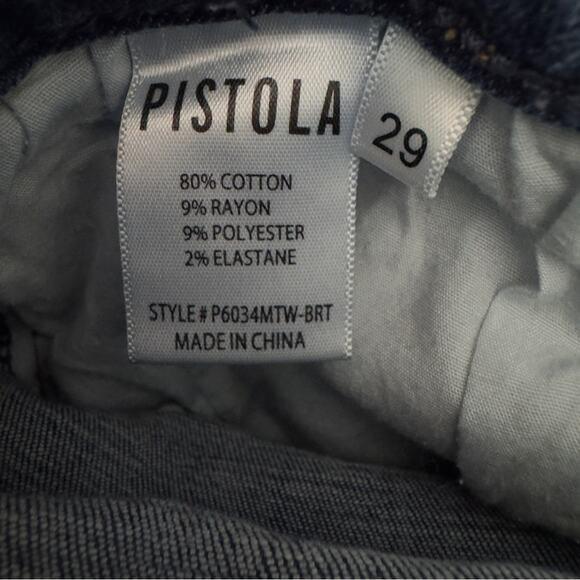 PISTOLA
29
80% COTTON
9% RAYON
9% POLYESTER
2% ELASTANE
STYLE # P6034MTW-BRT
MADE IN CHINA